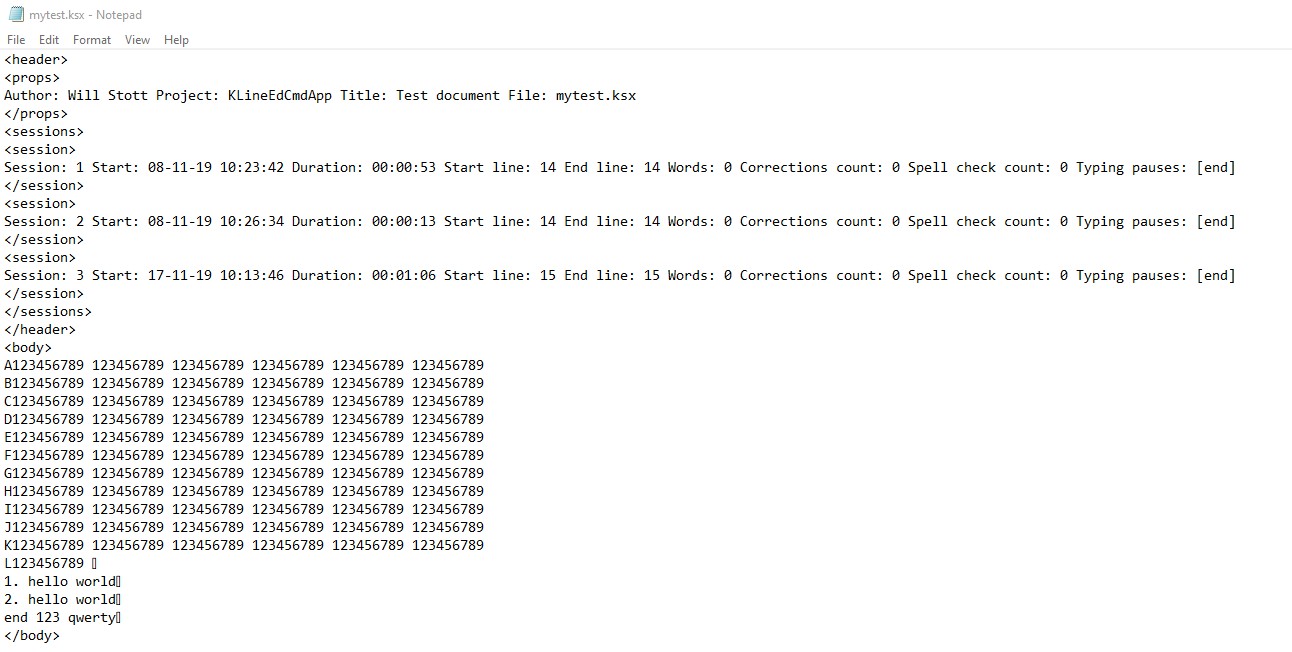 mytest.ksx - Notepad
File Edit Format View Help
<header>
<props>
Author: Will Stott Project: KLineEdCmdApp Title: Test document File: mytest.ksx
</props>
<sessions>
<session>
Session: 1 Start: 08-11-19 10:23:42 Duration: 00:00:53 Start line: 14 End line: 14 Words: 0 Corrections count: 0 Spell check count: 0 Typing pauses: [end]
</session>
<session>
Session: 2 Start: 08-11-19 10:26:34 Duration: 00:00:13 Start line: 14 End line: 14 Words: 0 Corrections count: 0 Spell check count: 0 Typing pauses: [end]
</session>
<session>
Session: 3 Start: 17-11-19 10:13:46 Duration: 00:01:06 Start line: 15 End line: 15 Words: 0 Corrections count: 0 Spell check count: 0 Typing pauses: [end]
</session>
</sessions>
</header>
<body>
A123456789 123456789 123456789 123456789 123456789 123456789
B123456789 123456789 123456789 123456789 123456789 123456789
C123456789 123456789 123456789 123456789 123456789 123456789
D123456789 123456789 123456789 123456789 123456789 123456789
E123456789 123456789 123456789 123456789 123456789 123456789
F123456789 123456789 123456789 123456789 123456789 123456789
G123456789 123456789 123456789 123456789 123456789 123456789
H123456789 123456789 123456789 123456789 123456789 123456789
I123456789 123456789 123456789 123456789 123456789 123456789
J123456789 123456789 123456789 123456789 123456789 123456789
K123456789 123456789 123456789 123456789 123456789 123456789
L123456789 
1. hello world
2. hello world
end 123 qwerty
</body>